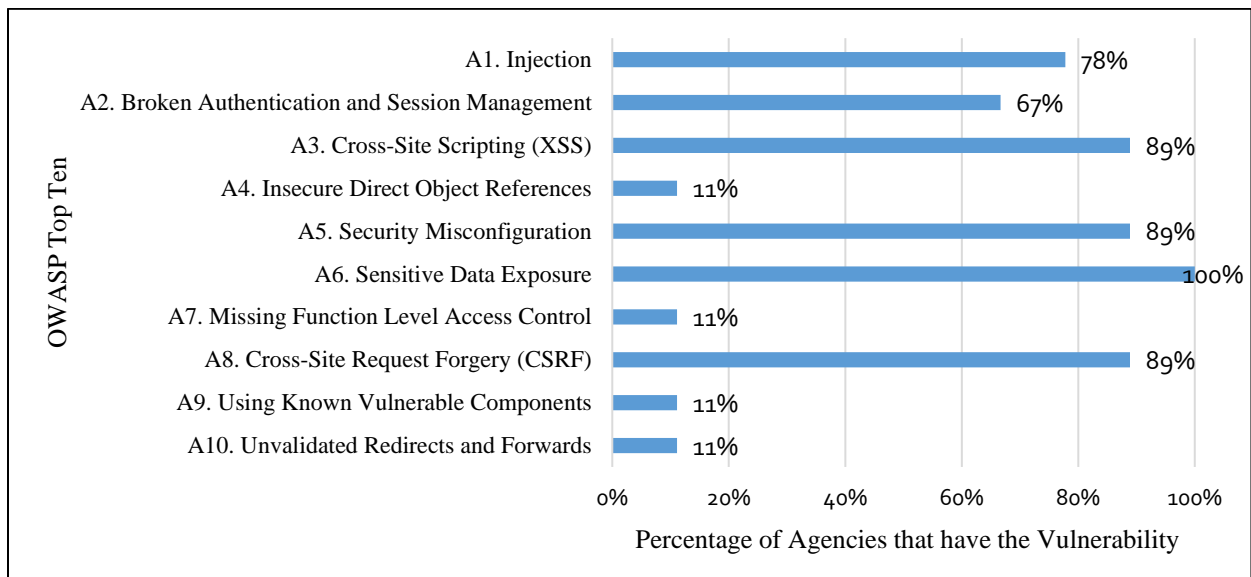 OWASP Top Ten
A1. Injection 78%
A2. Broken Authentication and Session Management 67%
A3. Cross-Site Scripting (XSS) 89%
A4. Insecure Direct Object References 11%
A5. Security Misconfiguration 89%
A6. Sensitive Data Exposure 100%
A7. Missing Function Level Access Control 11%
A8. Cross-Site Request Forgery (CSRF) 89%
A9. Using Known Vulnerable Components 11%
A10. Unvalidated Redirects and Forwards 11%
0% 20% 40% 60% 80% 100%
Percentage of Agencies that have the Vulnerability